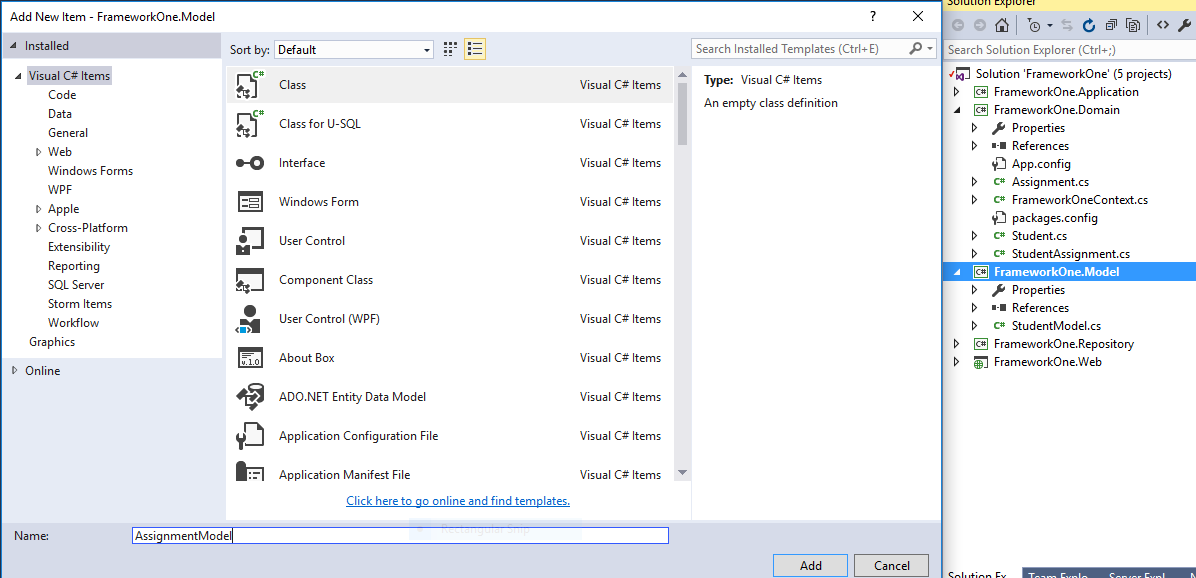 Add New Item - FrameworkOne.Model
?
Installed
Visual C# Items
Code
Data
General
Web
Windows Forms
WPF
Apple
Cross-Platform
Extensibility
Reporting
SQL Server
Storm Items
Workflow
Graphics
Online
Sort by: Default
Class Visual C# Items
Class for U-SQL Visual C# Items
Interface Visual C# Items
Windows Form Visual C# Items
User Control Visual C# Items
Component Class Visual C# Items
User Control (WPF) Visual C# Items
About Box Visual C# Items
ADO.NET Entity Data Model Visual C# Items
Application Configuration File Visual C# Items
Application Manifest File Visual C# Items
Click here to go online and find templates.
Search Installed Templates (Ctrl+E)
Type: Visual C# Items
An empty class definition
Rectangular Snip
Name: AssignmentModel
Add Cancel
Solution Explorer
Search Solution Explorer (Ctrl+;)
Solution 'FrameworkOne' (5 projects)
C# FrameworkOne.Application
C# FrameworkOne.Domain
Properties
References
App.config
C# Assignment.cs
C# FrameworkOneContext.cs
packages.config
C# Student.cs
C# StudentAssignment.cs
C# FrameworkOne.Model
Properties
References
C# StudentModel.cs
C# FrameworkOne.Repository
FrameworkOne.Web
Solution Ex... Team Explo... Server Expl...